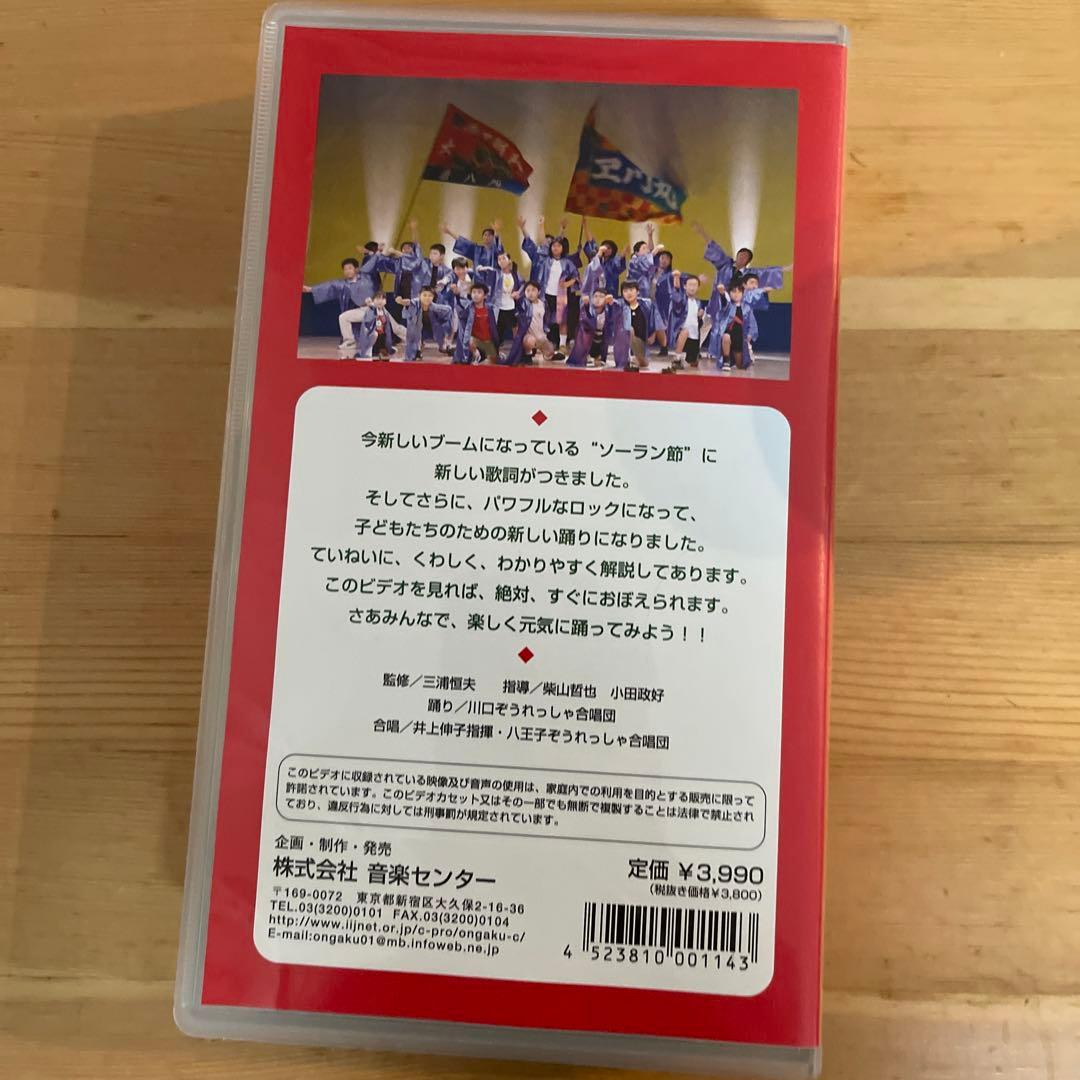 今新しいブームになっている“ソーラン節”に
新しい歌詞がつきました。
そしてさらに、パワフルなロックになって、
子どもたちのための新しい踊りになりました。
ていねいに、くわしく、わかりやすく解説してあります。
このビデオを見れば、絶対、すぐにおぼえられます。
さあみんなで、楽しく元気に踊ってみよう！！
監修／三浦恒夫　指導／柴山哲也　小田政好
踊り／川口ぞうれっしゃ合唱団
合唱／井上伸子指揮・八王子ぞうれっしゃ合唱団
このビデオに収録されている映像及び音声の使用は、家庭内での利用を目的とする販売に限って
許諾されています。このビデオカセット又はその一部でも無断で複製することは法律で禁止され
ており、違反行為に対しては刑事罰が規定されています。
企画・制作・発売
株式会社 音楽センター
〒169-0072　東京都新宿区大久保2-16-36
TEL.03(3200)0101 FAX.03(3200)0104
http://www.iijnet.or.jp/c-pro/ongaku-c/
E-mail:ongaku01@mb.infoweb.ne.jp
定価 ￥3,990
（税抜き価格￥3,800）
4 523810 001143